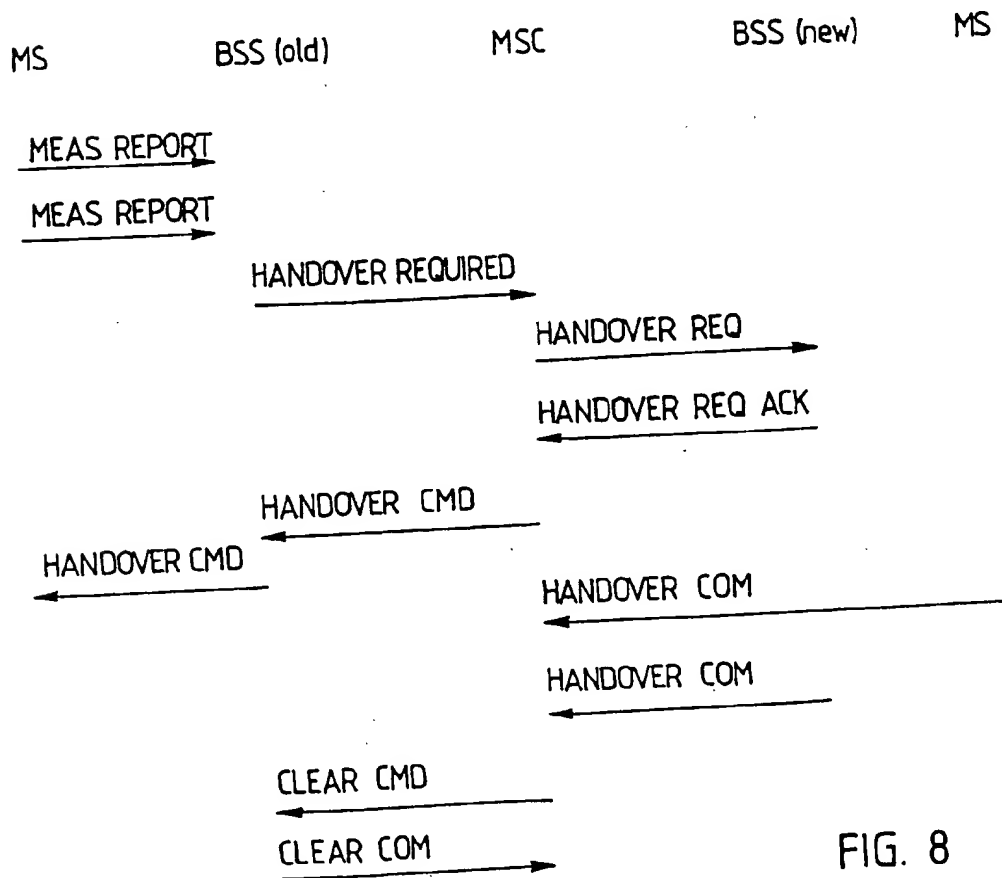 MS BSS (old) MSC BSS (new) MS
MEAS REPORT
MEAS REPORT
HANDOVER REQUIRED
HANDOVER REQ
HANDOVER REQ ACK
HANDOVER CMD
HANDOVER CMD
HANDOVER COM
HANDOVER COM
CLEAR CMD
CLEAR COM
FIG. 8